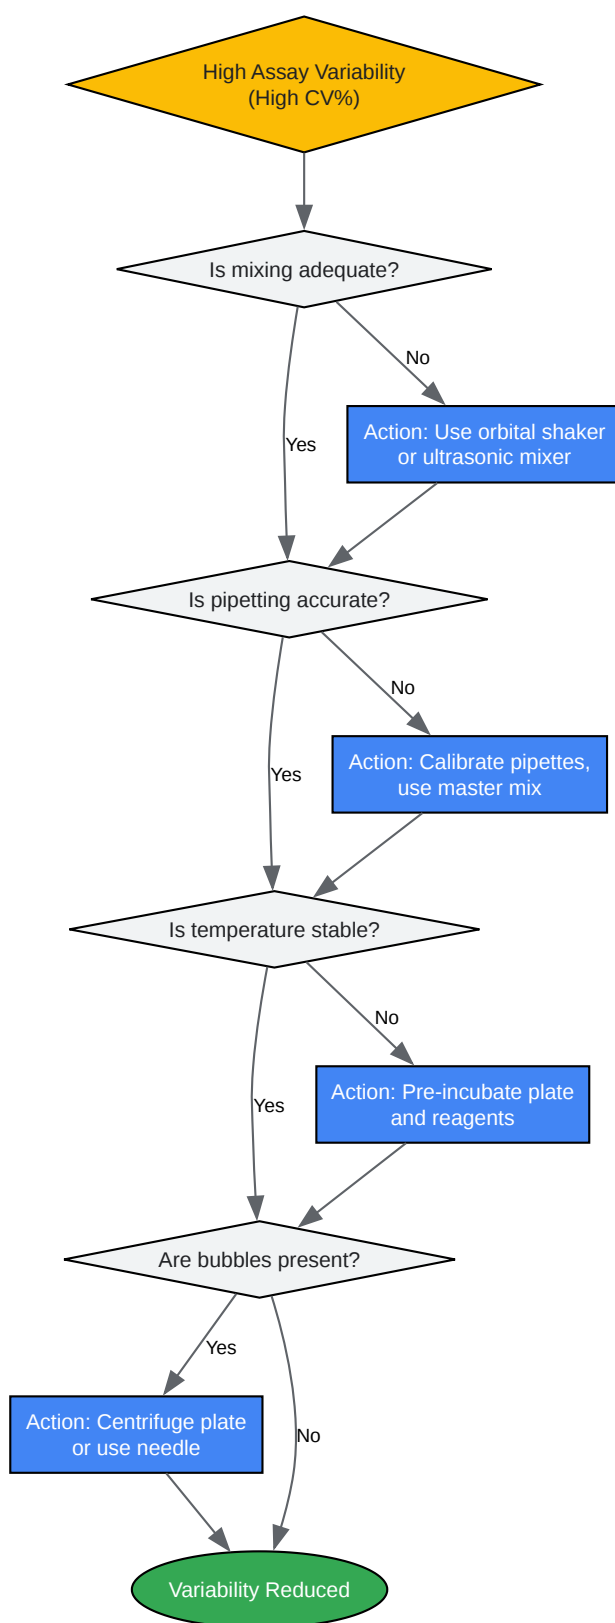 High Assay Variability
(High CV%)
Is mixing adequate?
No
Action: Use orbital shaker
or ultrasonic mixer
Yes
Is pipetting accurate?
No
Action: Calibrate pipettes,
use master mix
Yes
Is temperature stable?
No
Action: Pre-incubate plate
and reagents
Yes
Are bubbles present?
Yes
Action: Centrifuge plate
or use needle
No
Variability Reduced